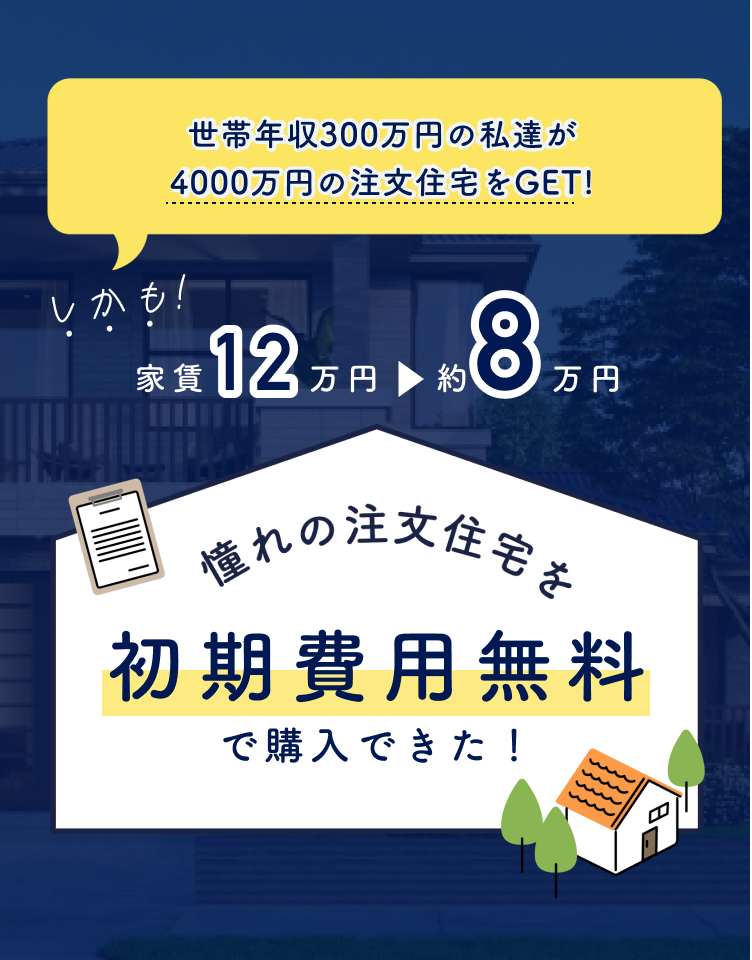 世帯年収300万円の私達が
4000万円の注文住宅をGET!
しかも!
家賃12万円▶約8万円
憧れの注文住宅を
初期費用無料
で購入できた！